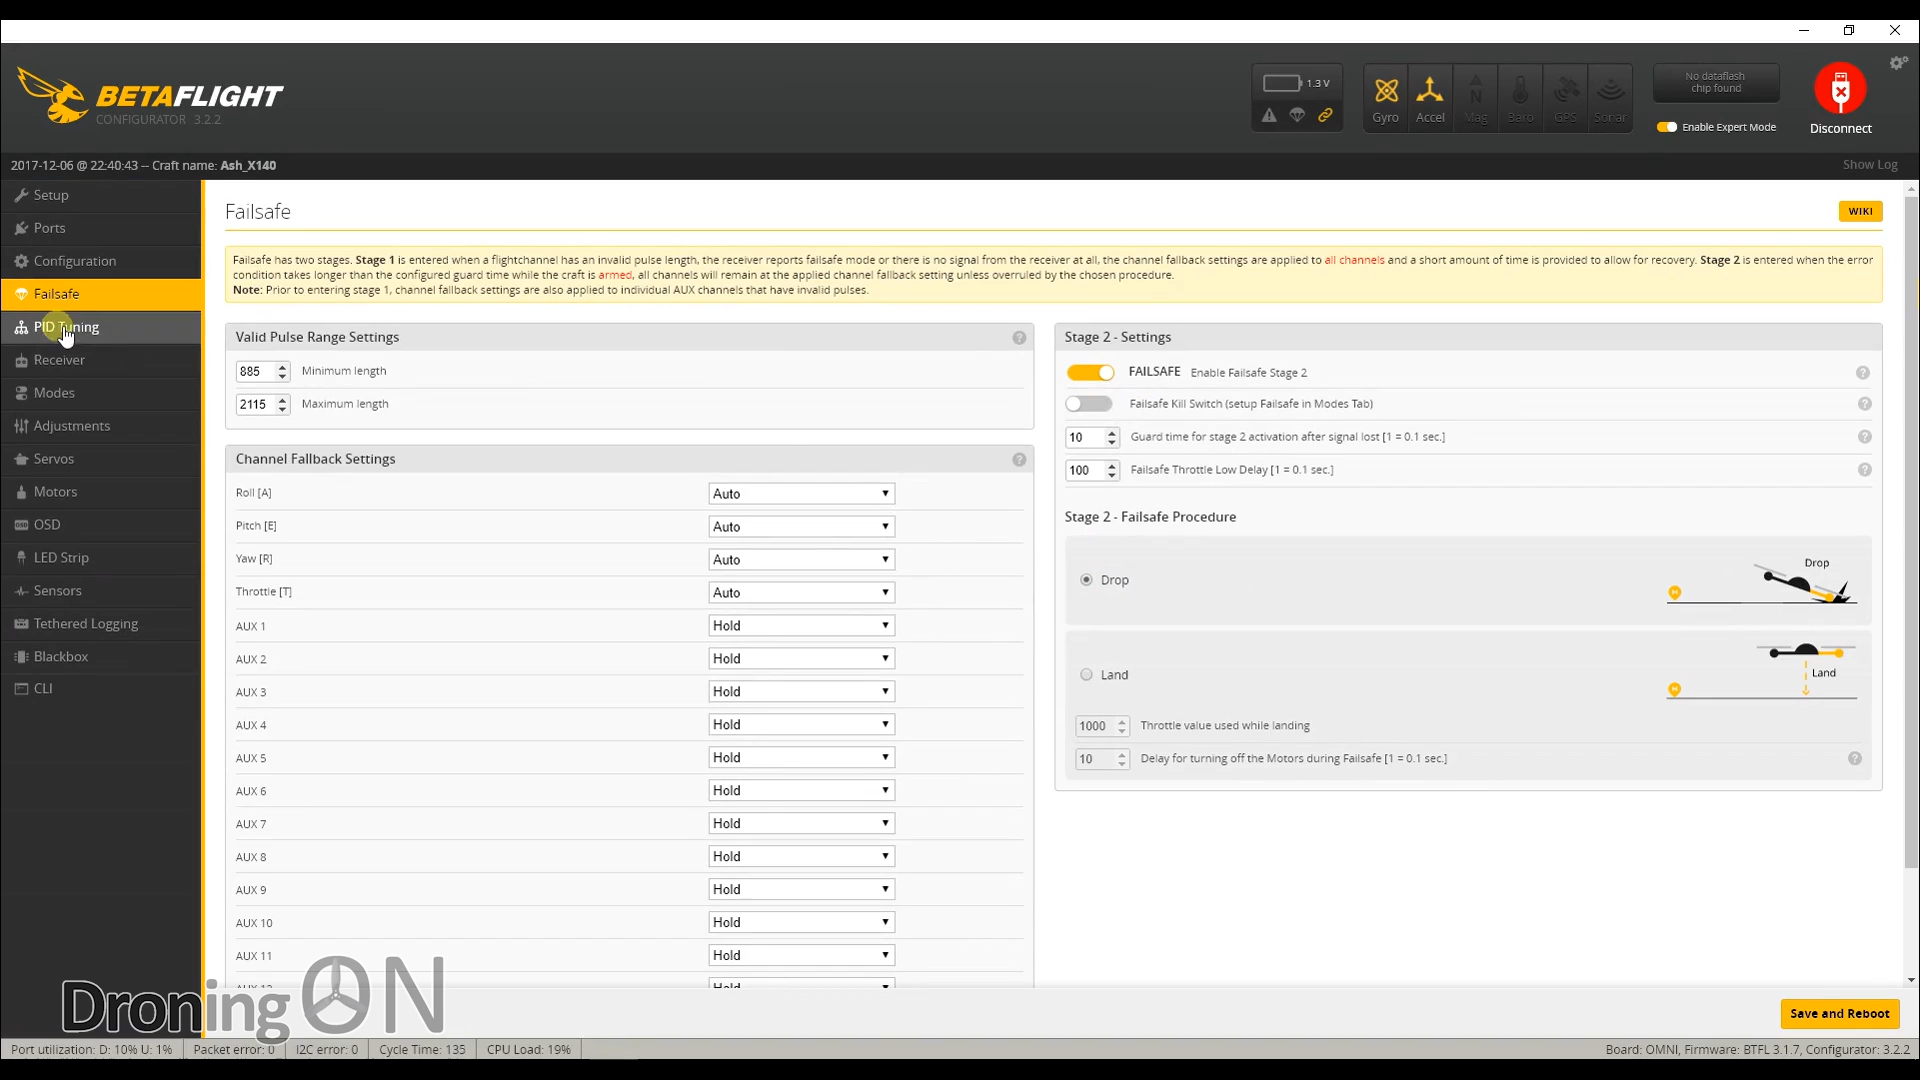 BETAFLIGHT
CONFIGURATOR 3.2.2
1.3 V
Gyro
Accel
Mag
Baro
GPS
Sonar
No dataflash
chip found
Enable Expert Mode
Disconnect
2017-12-06 @ 22:40:43 -- Craft name: Ash_X140
Show Log
Setup
Ports
Configuration
Failsafe
PID Tuning
Receiver
Modes
Adjustments
Servos
Motors
OSD
LED Strip
Sensors
Tethered Logging
Blackbox
CLI
Failsafe
WIKI
Failsafe has two stages. Stage 1 is entered when a flightchannel has an invalid pulse length, the receiver reports failsafe mode or there is no signal from the receiver at all, the channel fallback settings are applied to all channels and a short amount of time is provided to allow for recovery. Stage 2 is entered when the error
condition takes longer than the configured guard time while the craft is armed, all channels will remain at the applied channel fallback setting unless overruled by the chosen procedure.
Note: Prior to entering stage 1, channel fallback settings are also applied to individual AUX channels that have invalid pulses.
Valid Pulse Range Settings
885 Minimum length
2115 Maximum length
Channel Fallback Settings
Roll [A] Auto
Pitch [E] Auto
Yaw [R] Auto
Throttle [T] Auto
AUX 1 Hold
AUX 2 Hold
AUX 3 Hold
AUX 4 Hold
AUX 5 Hold
AUX 6 Hold
AUX 7 Hold
AUX 8 Hold
AUX 9 Hold
AUX 10 Hold
AUX 11 Hold
AUX 12 Hold
Stage 2 - Settings
FAILSAFE Enable Failsafe Stage 2
Failsafe Kill Switch (setup Failsafe in Modes Tab)
10 Guard time for stage 2 activation after signal lost [1 = 0.1 sec.]
100 Failsafe Throttle Low Delay [1 = 0.1 sec.]
Stage 2 - Failsafe Procedure
Drop
Drop
Land
Land
1000 Throttle value used while landing
10 Delay for turning off the Motors during Failsafe [1 = 0.1 sec.]
DroningON
Save and Reboot
Port utilization: D: 10% U: 1%
Packet error: 0
I2C error: 0
Cycle Time: 135
CPU Load: 19%
Board: OMNI, Firmware: BTFL 3.1.7, Configurator: 3.2.2